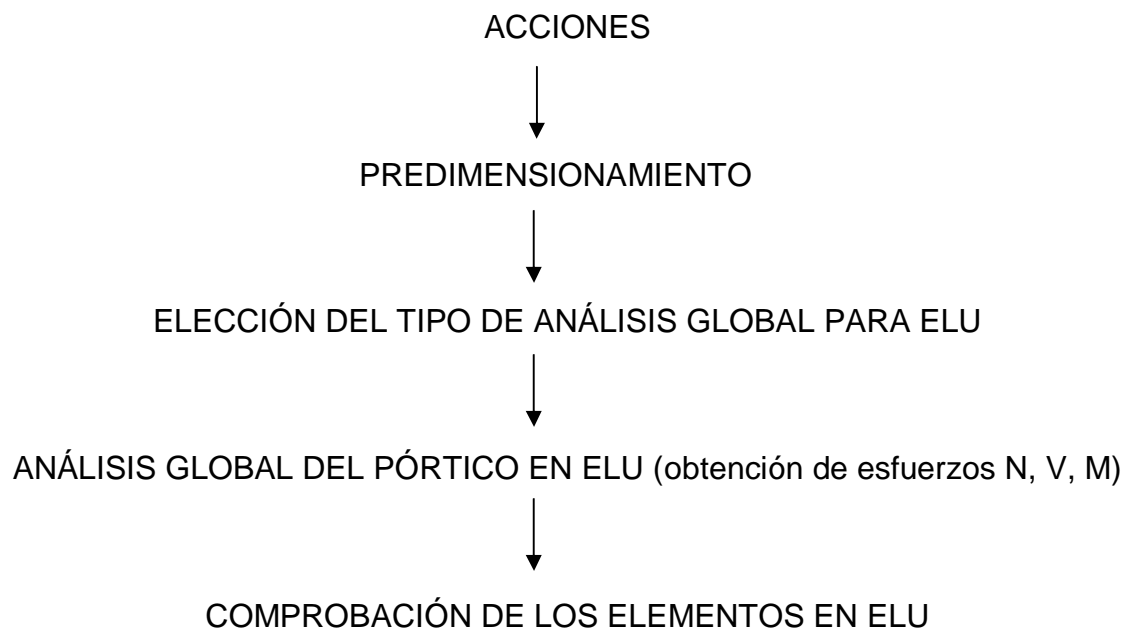 ACCIONES
PREDIMENSIONAMIENTO
ELECCIÓN DEL TIPO DE ANÁLISIS GLOBAL PARA ELU
ANÁLISIS GLOBAL DEL PÓRTICO EN ELU (obtención de esfuerzos N, V, M)
COMPROBACIÓN DE LOS ELEMENTOS EN ELU